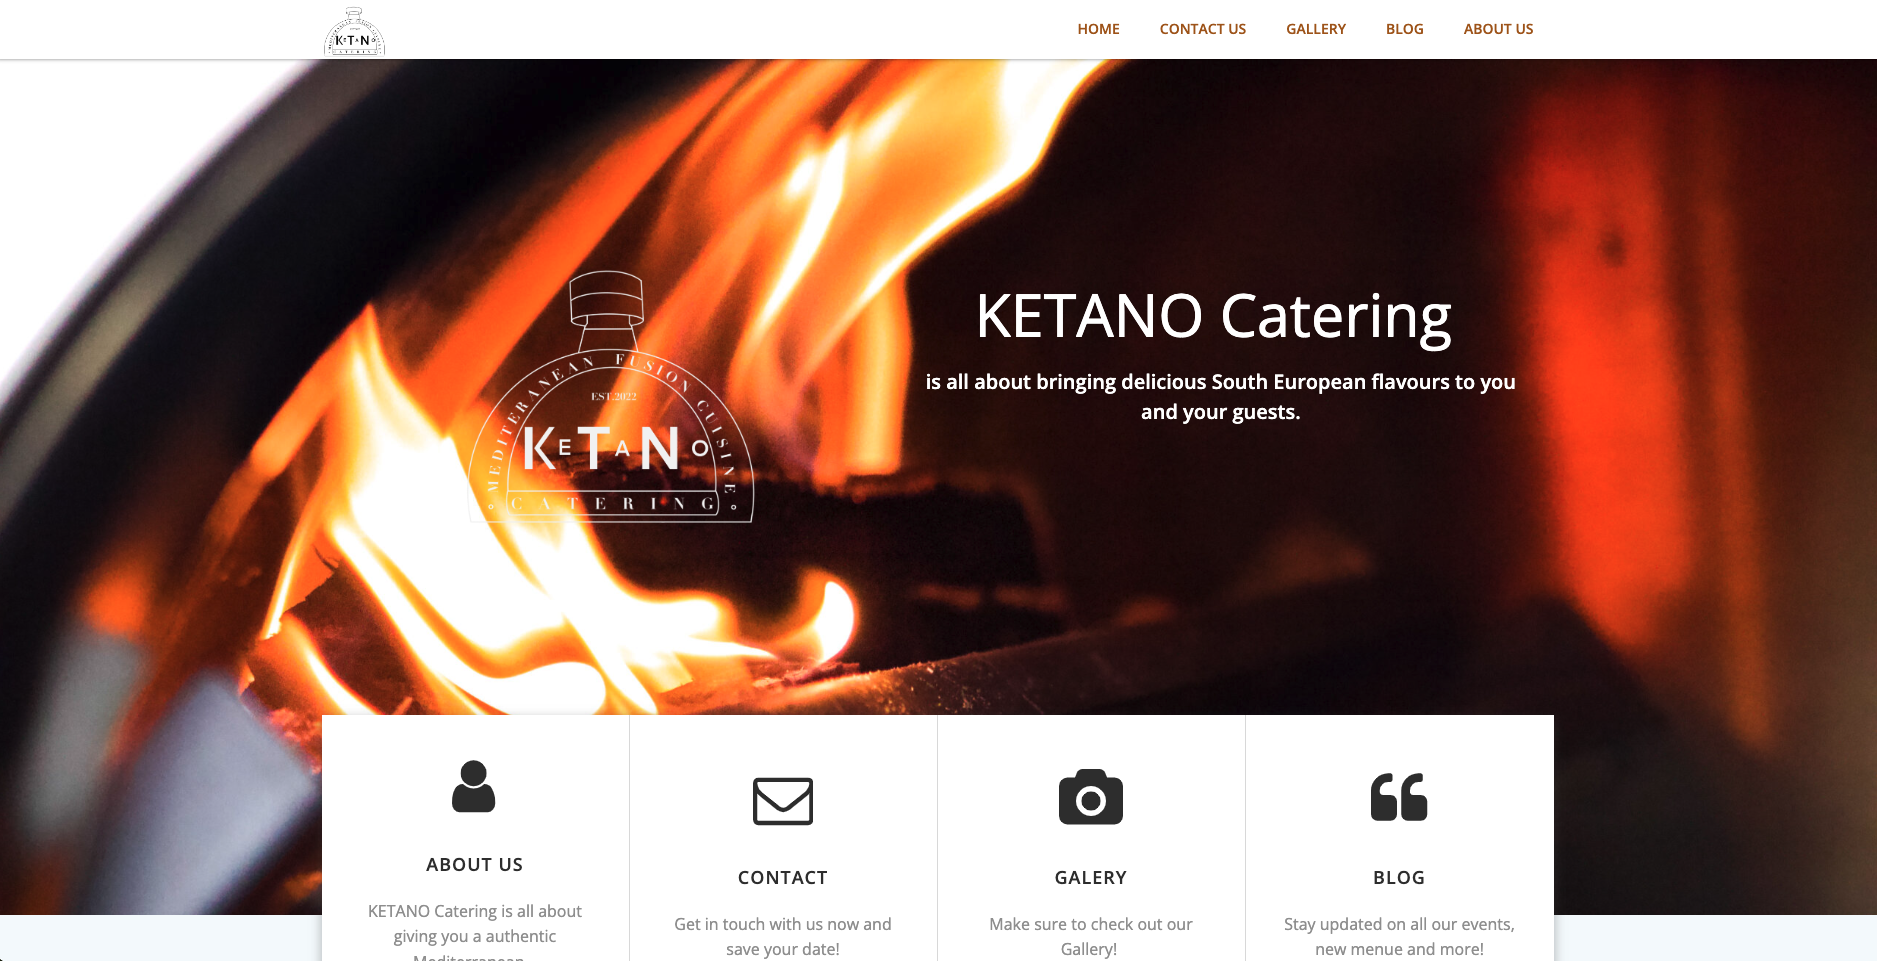 KETANO
CATERING
HOME
CONTACT US
GALLERY
BLOG
ABOUT US
MEDITERANEAN FUSION CUISINE
EST.2022
KETANO
CATERING
KETANO Catering
is all about bringing delicious South European flavours to you
and your guests.
ABOUT US
KETANO Catering is all about
giving you a authentic
Mediterranean
CONTACT
Get in touch with us now and
save your date!
GALERY
Make sure to check out our
Gallery!
BLOG
Stay updated on all our events,
new menue and more!